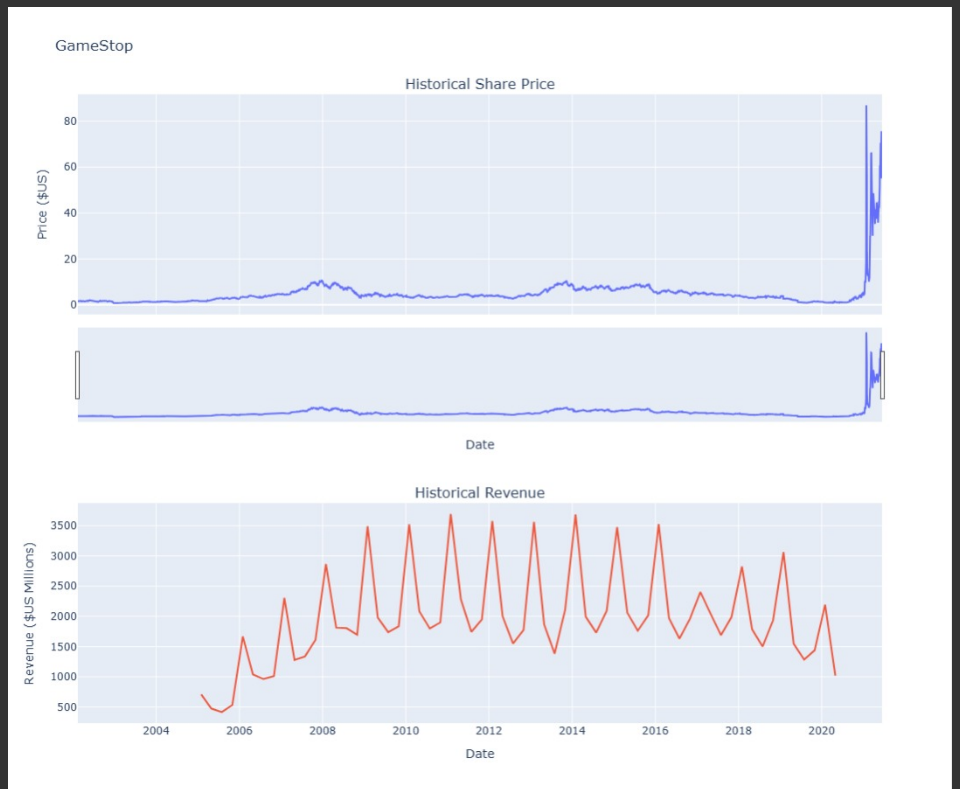 GameStop
Historical Share Price
Price ($US)
80
60
40
20
0
Date
Historical Revenue
Revenue ($US Millions)
3500
3000
2500
2000
1500
1000
500
2004 2006 2008 2010 2012 2014 2016 2018 2020
Date